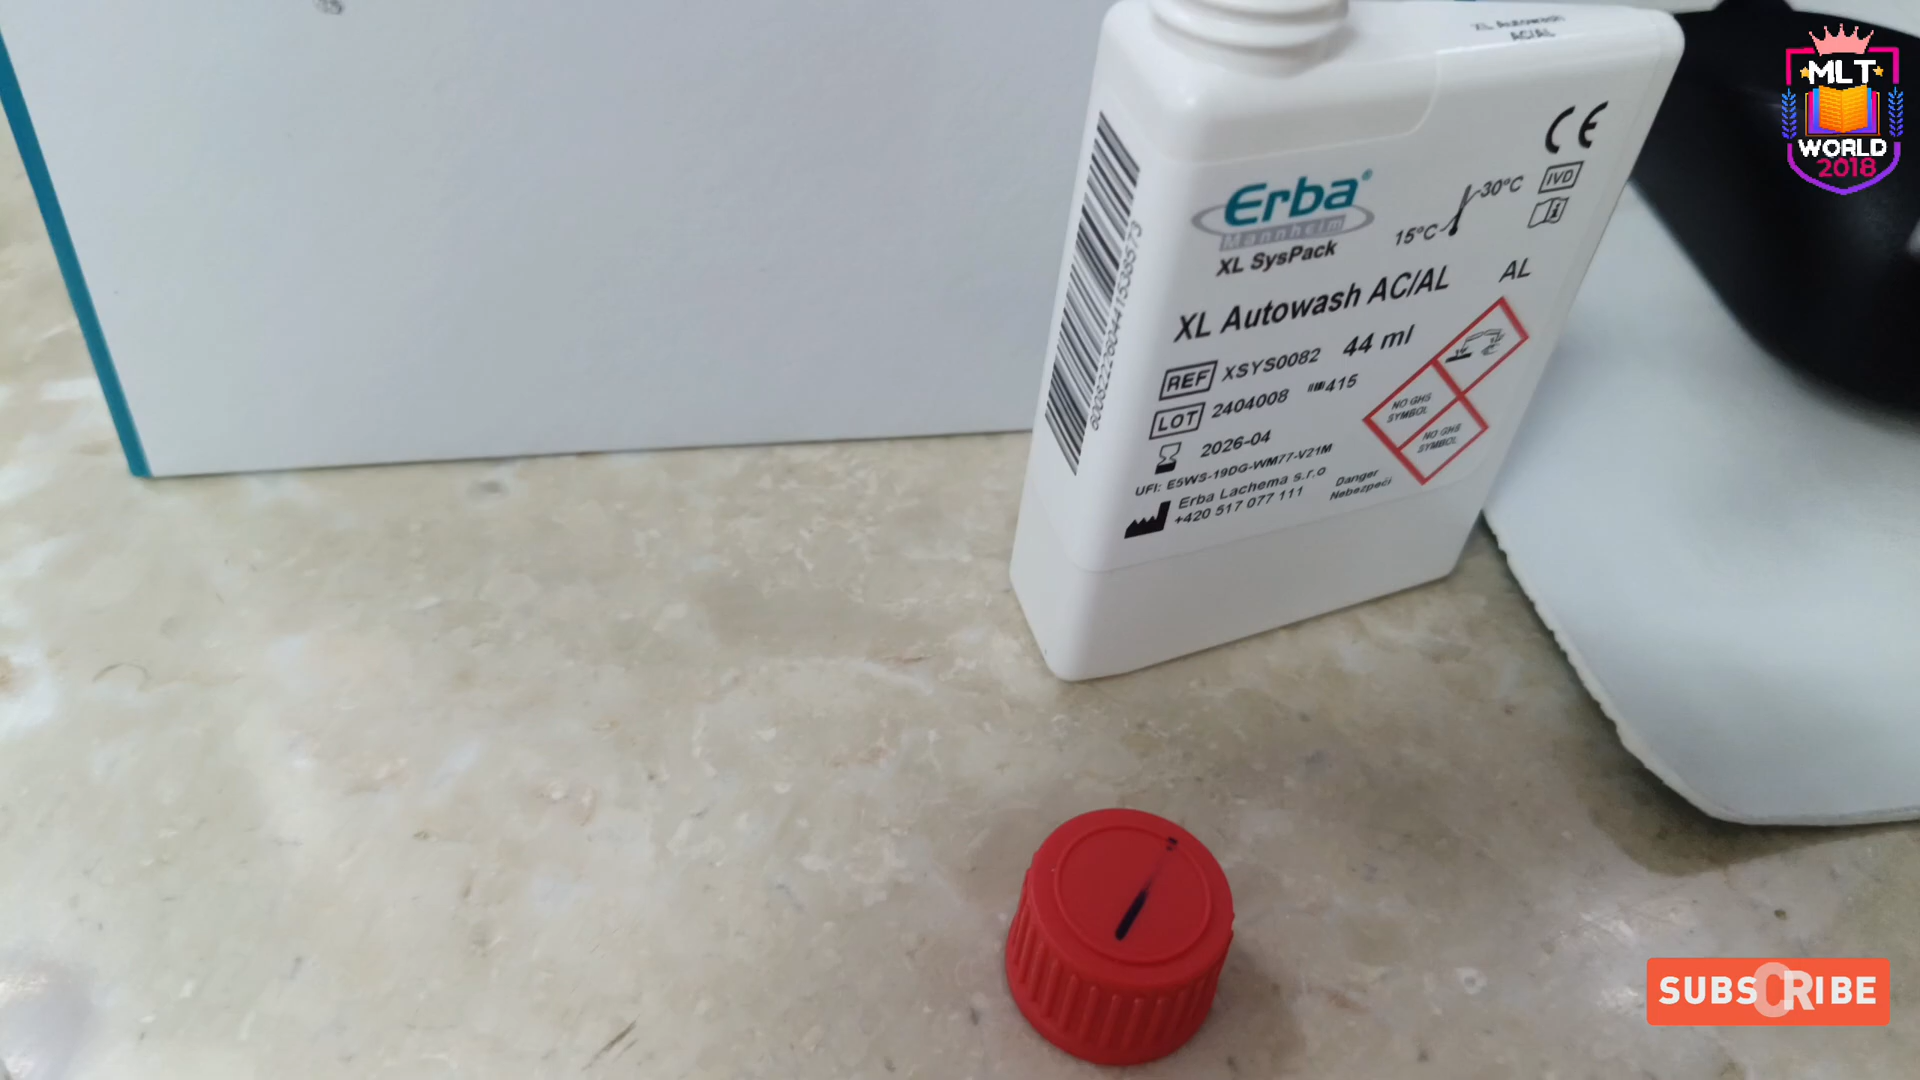 XL Autowash
AC/AL
CE
Erba®
Mannheim
XL SysPack
15°C
30°C
IVD
XL Autowash AC/AL
AL
REF XSYS0082
44 ml
LOT 2404008
415
2026-04
NO GHS
SYMBOL
NO GHS
SYMBOL
UFI: E5WS-19DG-WM77-V21M
Erba Lachema s.r.o
+420 517 077 111
Danger
Nebezpečí
MLT
WORLD
2018
SUBSCRIBE